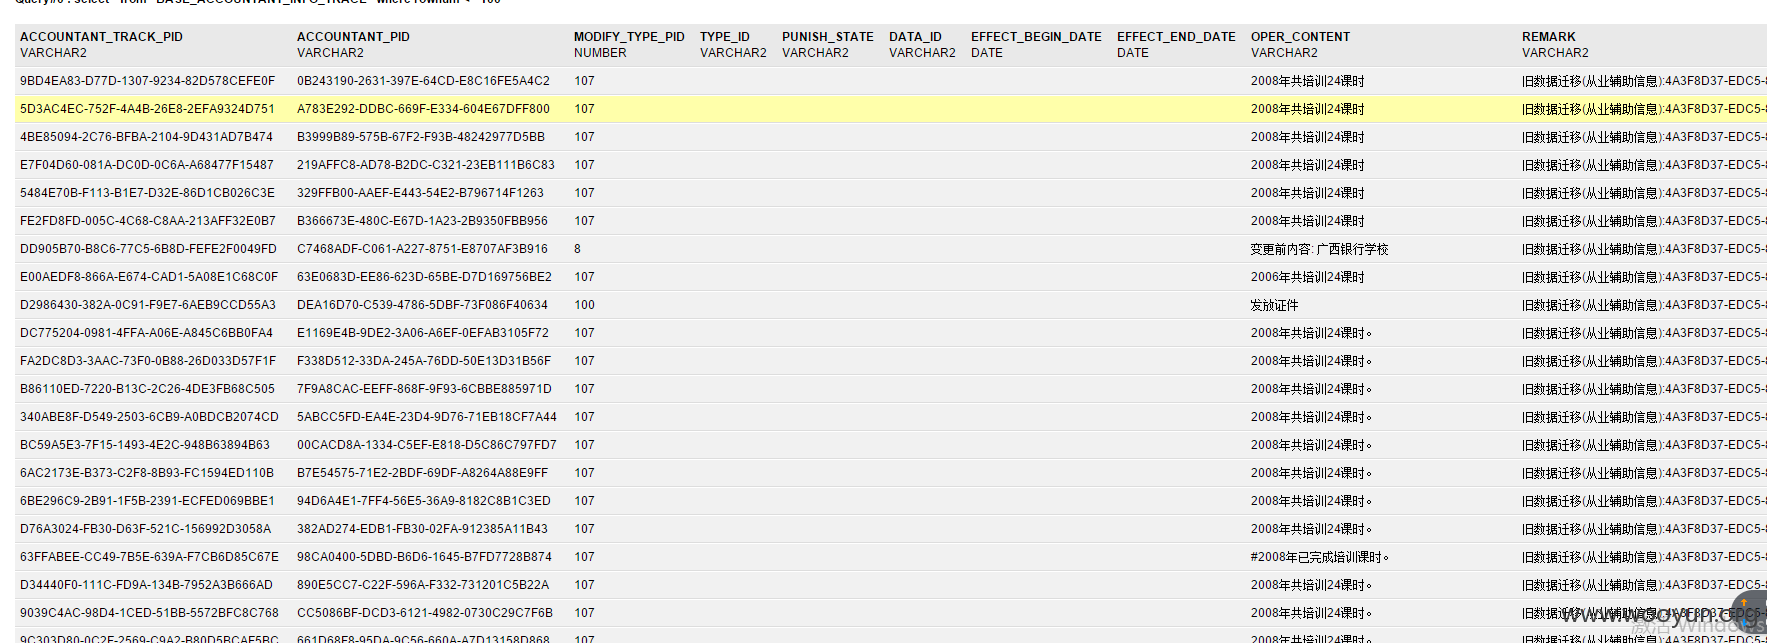 Query#0 : select * from "BASE_ACCOUNTANT_INFO_TRACE" where rownum <= 100
ACCOUNTANT_TRACK_PID ACCOUNTANT_PID MODIFY_TYPE_PID TYPE_ID PUNISH_STATE DATA_ID EFFECT_BEGIN_DATE EFFECT_END_DATE OPER_CONTENT REMARK
VARCHAR2 VARCHAR2 NUMBER VARCHAR2 VARCHAR2 VARCHAR2 DATE DATE VARCHAR2 VARCHAR2
9BD4EA83-D77D-1307-9234-82D578CEFE0F 0B243190-2631-397E-64CD-E8C16FE5A4C2 107 2008年共培训24课时 旧数据迁移(从业辅助信息):4A3F8D37-EDC5-
5D3AC4EC-752F-4A4B-26E8-2EFA9324D751 A783E292-DDBC-669F-E334-604E67DFF800 107 2008年共培训24课时 旧数据迁移(从业辅助信息):4A3F8D37-EDC5-
4BE85094-2C76-BFBA-2104-9D431AD7B474 B3999B89-575B-67F2-F93B-48242977D5BB 107 2008年共培训24课时 旧数据迁移(从业辅助信息):4A3F8D37-EDC5-
E7F04D60-081A-DC0D-0C6A-A68477F15487 219AFFC8-AD78-B2DC-C321-23EB111B6C83 107 2008年共培训24课时 旧数据迁移(从业辅助信息):4A3F8D37-EDC5-
5484E70B-F113-B1E7-D32E-86D1CB026C3E 329FFB00-AAEF-E443-54E2-B796714F1263 107 2008年共培训24课时 旧数据迁移(从业辅助信息):4A3F8D37-EDC5-
FE2FD8FD-005C-4C68-C8AA-213AFF32E0B7 B366673E-480C-E67D-1A23-2B9350FBB956 107 2008年共培训24课时 旧数据迁移(从业辅助信息):4A3F8D37-EDC5-
DD905B70-B8C6-77C5-6B8D-FEFE2F0049FD C7468ADF-C061-A227-8751-E8707AF3B916 8 变更前内容:广西银行学校 旧数据迁移(从业辅助信息):4A3F8D37-EDC5-
E00AEDF8-866A-E674-CAD1-5A08E1C68C0F 63E0683D-EE86-623D-65BE-D7D169756BE2 107 2006年共培训24课时 旧数据迁移(从业辅助信息):4A3F8D37-EDC5-
D2986430-382A-0C91-F9E7-6AEB9CCD55A3 DEA16D70-C539-4786-5DBF-73F086F40634 100 发放证件 旧数据迁移(从业辅助信息):4A3F8D37-EDC5-
DC775204-0981-4FFA-A06E-A845C6BB0FA4 E1169E4B-9DE2-3A06-A6EF-0EFAB3105F72 107 2008年共培训24课时。 旧数据迁移(从业辅助信息):4A3F8D37-EDC5-
FA2DC8D3-3AAC-73F0-0B88-26D033D57F1F F338D512-33DA-245A-76DD-50E13D31B56F 107 2008年共培训24课时。 旧数据迁移(从业辅助信息):4A3F8D37-EDC5-
B86110ED-7220-B13C-2C26-4DE3FB68C505 7F9A8CAC-EEFF-868F-9F93-6CBBE885971D 107 2008年共培训24课时。 旧数据迁移(从业辅助信息):4A3F8D37-EDC5-
340ABE8F-D549-2503-6CB9-A0BDCB2074CD 5ABCC5FD-EA4E-23D4-9D76-71EB18CF7A44 107 2008年共培训24课时。 旧数据迁移(从业辅助信息):4A3F8D37-EDC5-
BC59A5E3-7F15-1493-4E2C-948B63894B63 00CACD8A-1334-C5EF-E818-D5C86C797FD7 107 2008年共培训24课时。 旧数据迁移(从业辅助信息):4A3F8D37-EDC5-
6AC2173E-B373-C2F8-8B93-FC1594ED110B B7E54575-71E2-2BDF-69DF-A8264A88E9FF 107 2008年共培训24课时。 旧数据迁移(从业辅助信息):4A3F8D37-EDC5-
6BE296C9-2B91-1F5B-2391-ECFED069BBE1 94D6A4E1-7FF4-56E5-36A9-8182C8B1C3ED 107 2008年共培训24课时。 旧数据迁移(从业辅助信息):4A3F8D37-EDC5-
D76A3024-FB30-D63F-521C-156992D3058A 382AD274-EDB1-FB30-02FA-912385A11B43 107 2008年共培训24课时。 旧数据迁移(从业辅助信息):4A3F8D37-EDC5-
63FFABEE-CC49-7B5E-639A-F7CB6D85C67E 98CA0400-5DBD-B6D6-1645-B7FD7728B874 107 #2008年已完成培训课时。 旧数据迁移(从业辅助信息):4A3F8D37-EDC5-
D34440F0-111C-FD9A-134B-7952A3B666AD 890E5CC7-C22F-596A-F332-731201C5B22A 107 2008年共培训24课时。 旧数据迁移(从业辅助信息):4A3F8D37-EDC5-
9039C4AC-98D4-1CED-51BB-5572BFC8C768 CC5086BF-DCD3-6121-4982-0730C29C7F6B 107 2008年共培训24课时。 旧数据迁移(从业辅助信息):4A3F8D37-EDC5-
9C303D80-0C2F-2569-C9A2-B80D5BCAF5BC 661D68F8-95DA-9C56-660A-A7D13158D868 107 2008年共培训24课时。 旧数据迁移(从业辅助信息):4A3F8D37-EDC5-
www.wooyun.org
激活 Windows